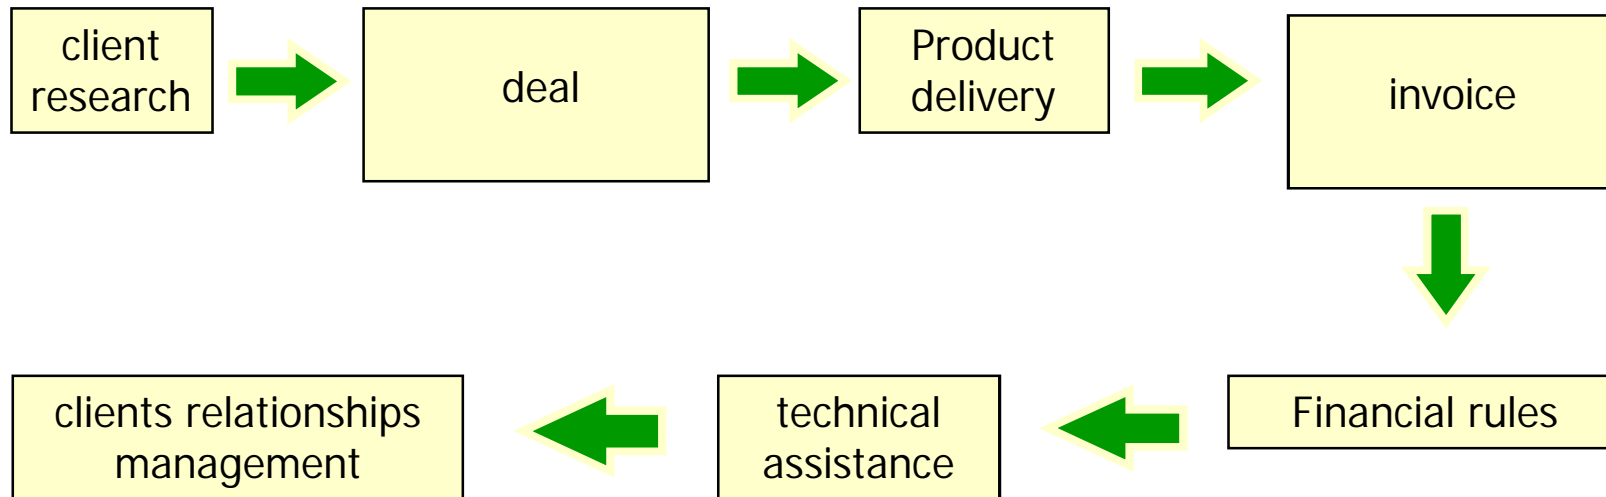 client
research
deal
Product
delivery
invoice
Financial rules
technical
assistance
clients relationships
management